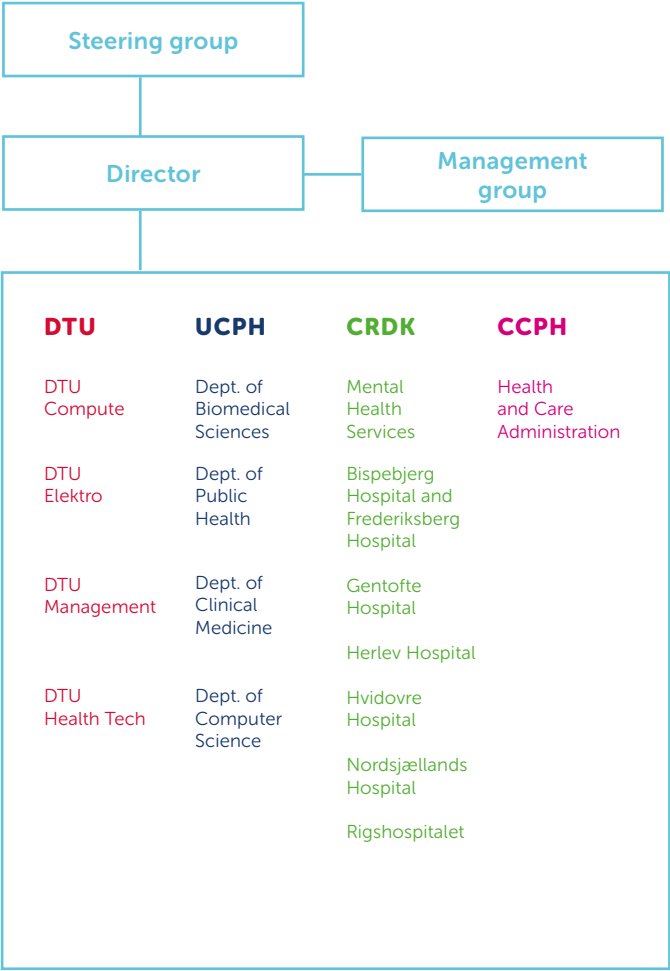 Steering group
Director
Management
group
DTU
DTU
Compute
DTU
Elektro
DTU
Management
DTU
Health Tech
UCPH
Dept. of
Biomedical
Sciences
Dept. of
Public
Health
Dept. of
Clinical
Medicine
Dept. of
Computer
Science
CRDK
Mental
Health
Services
Bispebjerg
Hospital and
Frederiksberg
Hospital
Gentofte
Hospital
Herlev Hospital
Hvidovre
Hospital
Nordsjællands
Hospital
Rigshospitalet
CCPH
Health
and Care
Administration